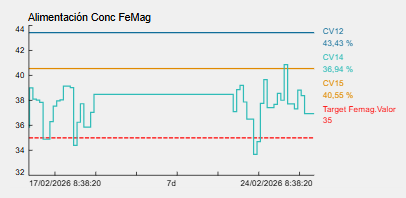 Alimentación Conc FeMag
44
42
40
38
36
34
32
17/02/2026 8:38:20
7d
24/02/2026 8:38:20
CV12
43,43 %
CV14
36,94 %
CV15
40,55 %
Target Femag.Valor
35